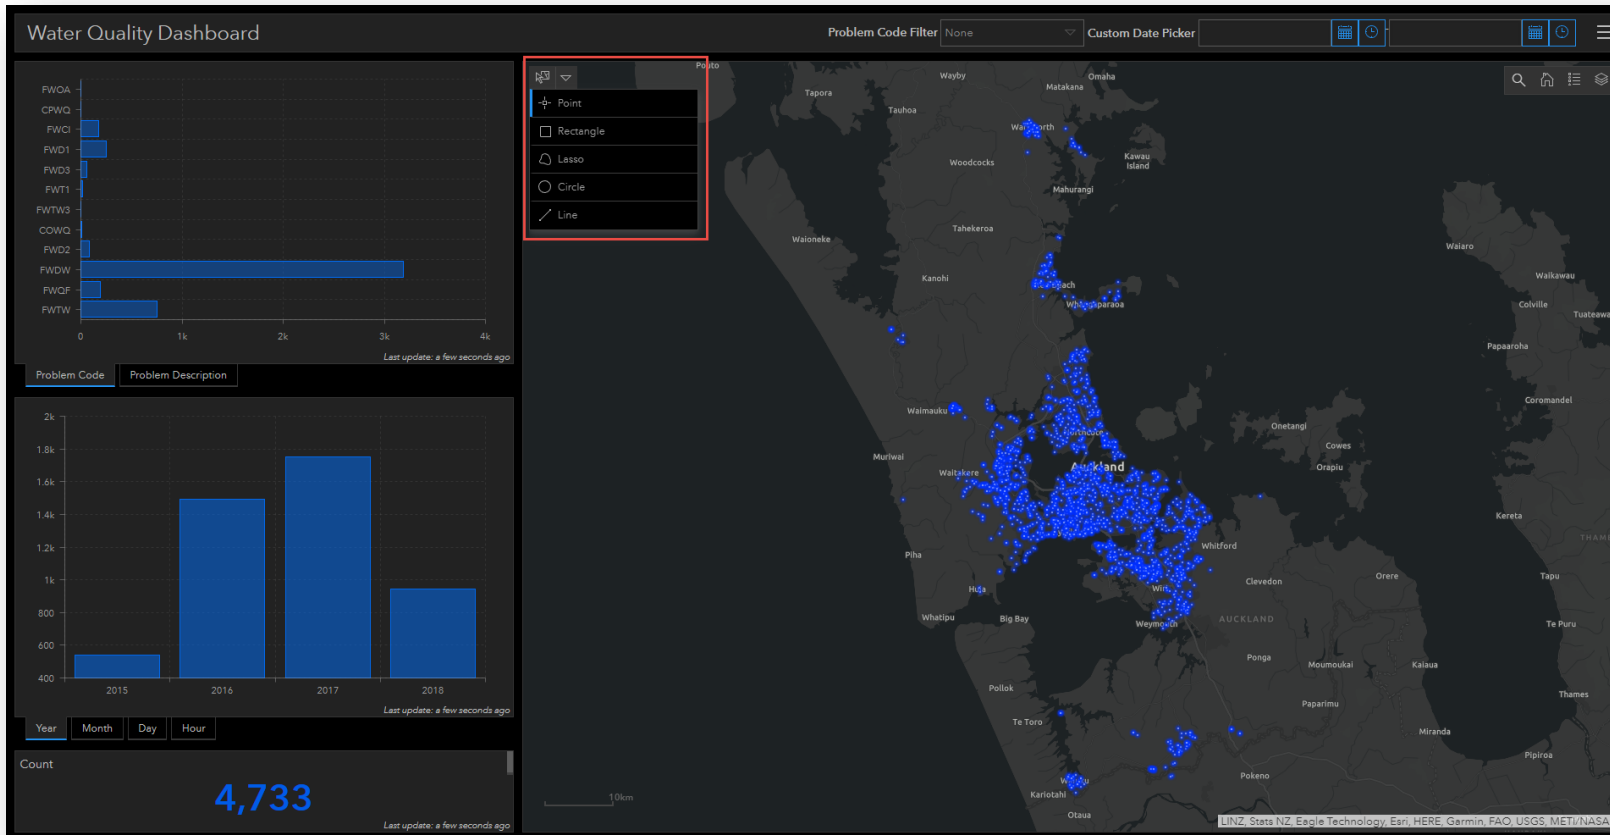 Water Quality Dashboard
Problem Code Filter None Custom Date Picker
FWOA
CPWQ
FWCI
FWD1
FWD3
FWT1
FWTW3
COWQ
FWD2
FWDW
FWQF
FWTW
0 1k 2k 3k 4k
Last update: a few seconds ago
Problem Code Problem Description
2k
1.8k
1.6k
1.4k
1.2k
1k
800
600
400
2015 2016 2017 2018
Last update: a few seconds ago
Year Month Day Hour
Count
4,733
Last update: a few seconds ago
Point
Rectangle
Lasso
Circle
Line
Tapora
Wayby
Omaha
Matakana
Tauhoa
Woodcocks
Kawau
Island
Mahurangi
Tahekeroa
Waioneke
Kanohi
Waiaro
Waikawau
Colville
Tuateawa
Papaaroha
Coromandel
Waimauku
Onetangi
Cowes
Orapiu
Muriwai
Auckland
Waitakere
Kereta
Whitford
Piha
Clevedon
Orere
Tapu
Huia
Whatipu
Big Bay
Weymouth
AUCKLAND
Te Puru
Ponga
Moumoukai
Kaiaua
Pollok
Thames
Paparimu
Te Toro
Miranda
Pipiroa
Pokeno
Kariotahi
Otaua
10km
LINZ, Stats NZ, Eagle Technology, Esri, HERE, Garmin, FAO, USGS, METI/NASA